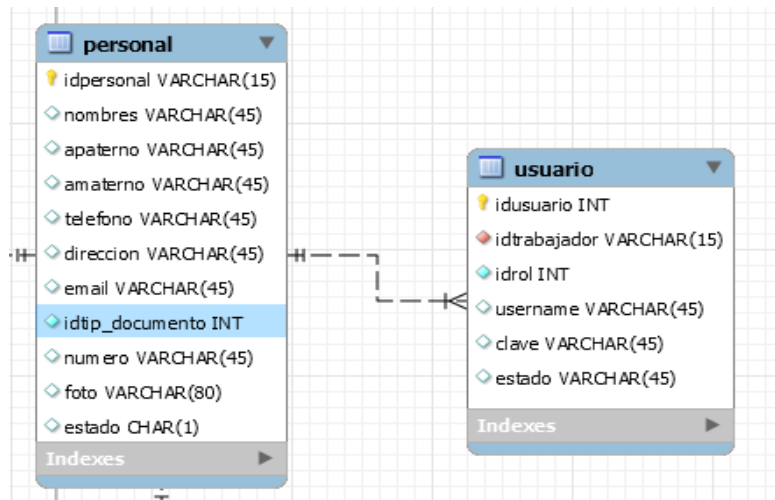 personal
idpersonal VARCHAR(15)
nombres VARCHAR(45)
apaterno VARCHAR(45)
amaterno VARCHAR(45)
telefono VARCHAR(45)
direccion VARCHAR(45)
email VARCHAR(45)
idtip_documento INT
numero VARCHAR(45)
foto VARCHAR(80)
estado CHAR(1)
Indexes
usuario
idusuario INT
idtrabajador VARCHAR(15)
idrol INT
username VARCHAR(45)
clave VARCHAR(45)
estado VARCHAR(45)
Indexes